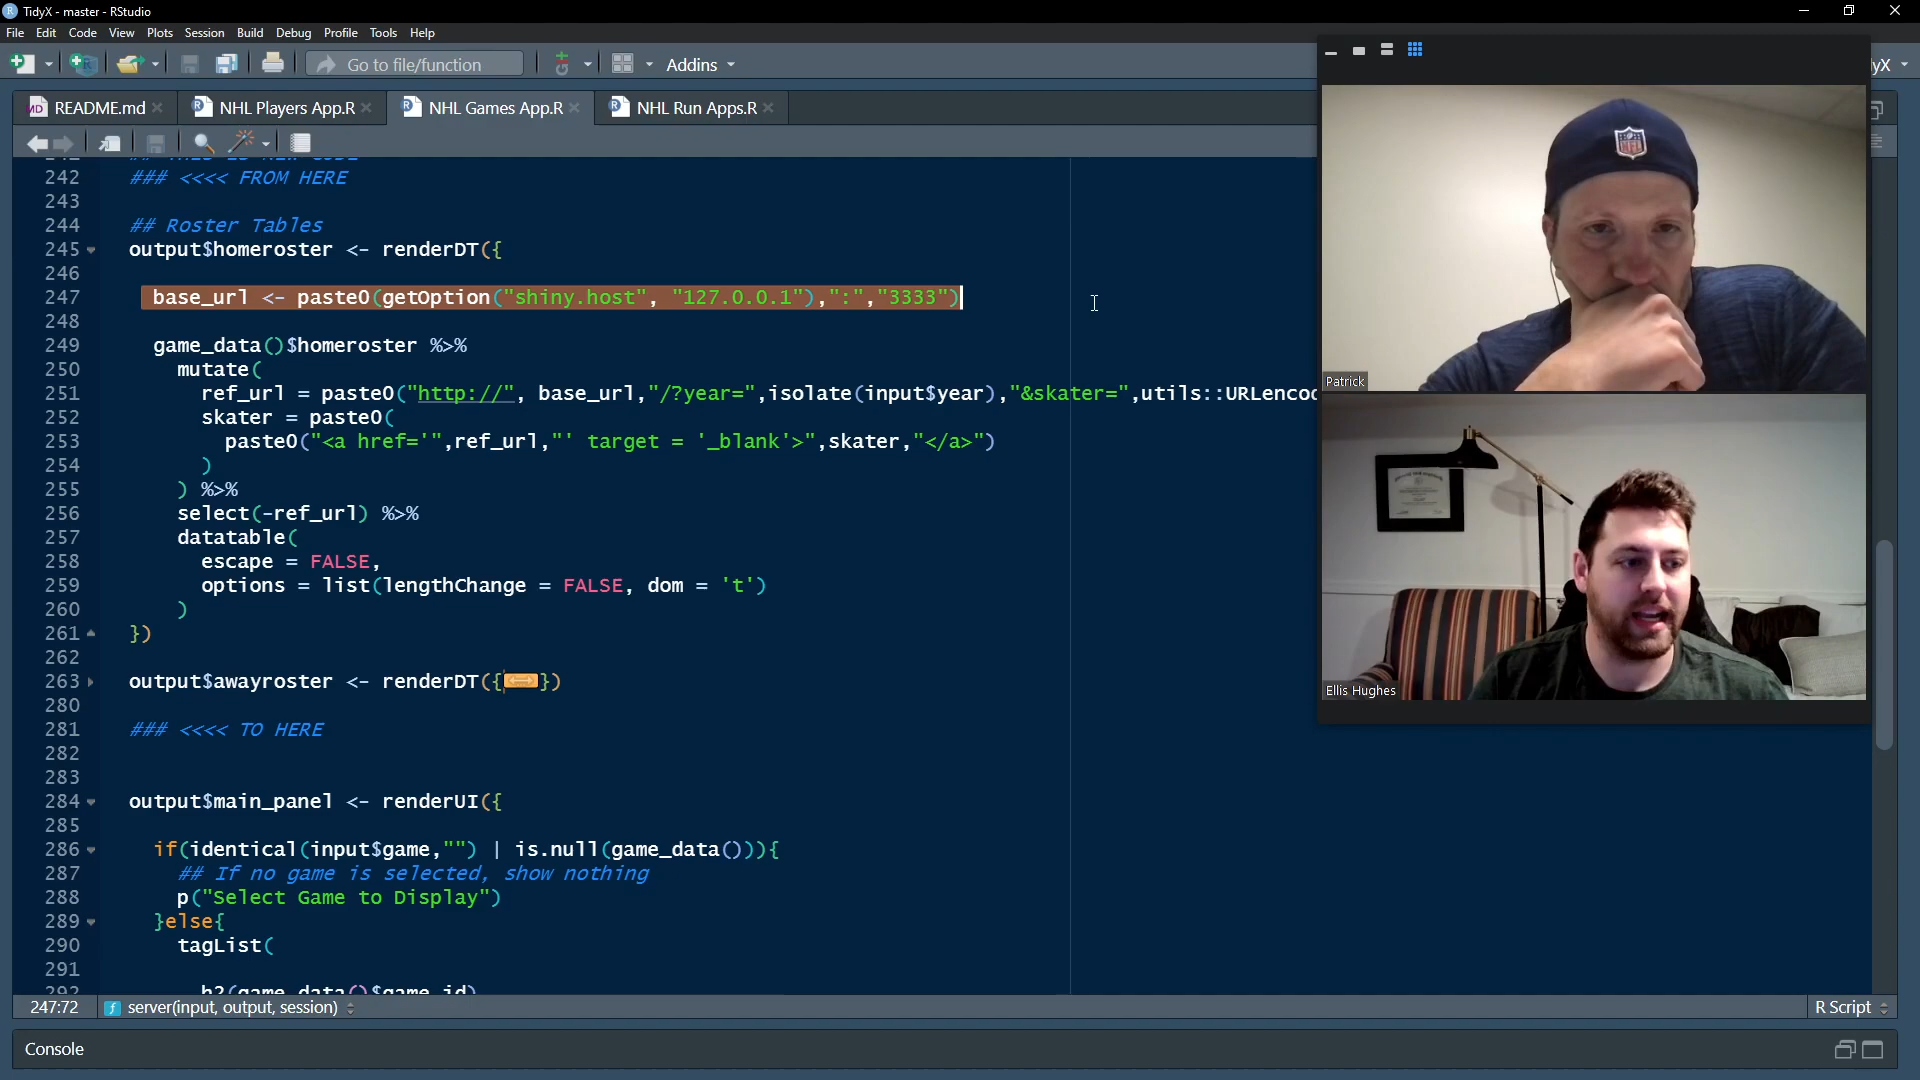 TidyX - master - RStudio
File Edit Code View Plots Session Build Debug Profile Tools Help
Go to file/function Addins
README.md NHL Players App.R NHL Games App.R NHL Run Apps.R
242 ### <<<< FROM HERE
243
244 ## Roster Tables
245 output$homeroster <- renderDT({
246
247 base_url <- paste0(getOption("shiny.host", "127.0.0.1"),":","3333")
248
249 game_data()$homeroster %>%
250 mutate(
251 ref_url = paste0("http://", base_url,"/?year=",isolate(input$year),"&skater=",utils::URLencod
252 skater = paste0(
253 paste0("<a href='",ref_url,"' target = '_blank'>",skater,"</a>")
254 )
255 ) %>%
256 select(-ref_url) %>%
257 datatable(
258 escape = FALSE,
259 options = list(lengthChange = FALSE, dom = 't')
260 )
261 })
262
263 output$awayroster <- renderDT({ })
280
281 ### <<<< TO HERE
282
283
284 output$main_panel <- renderUI({
285
286 if(identical(input$game,"") | is.null(game_data())){
287 ## If no game is selected, show nothing
288 p("Select Game to Display")
289 }else{
290 tagList(
291
292 h2(game_data()$game_id)
247:72 server(input, output, session) R Script
Console
yX
Patrick
Ellis Hughes